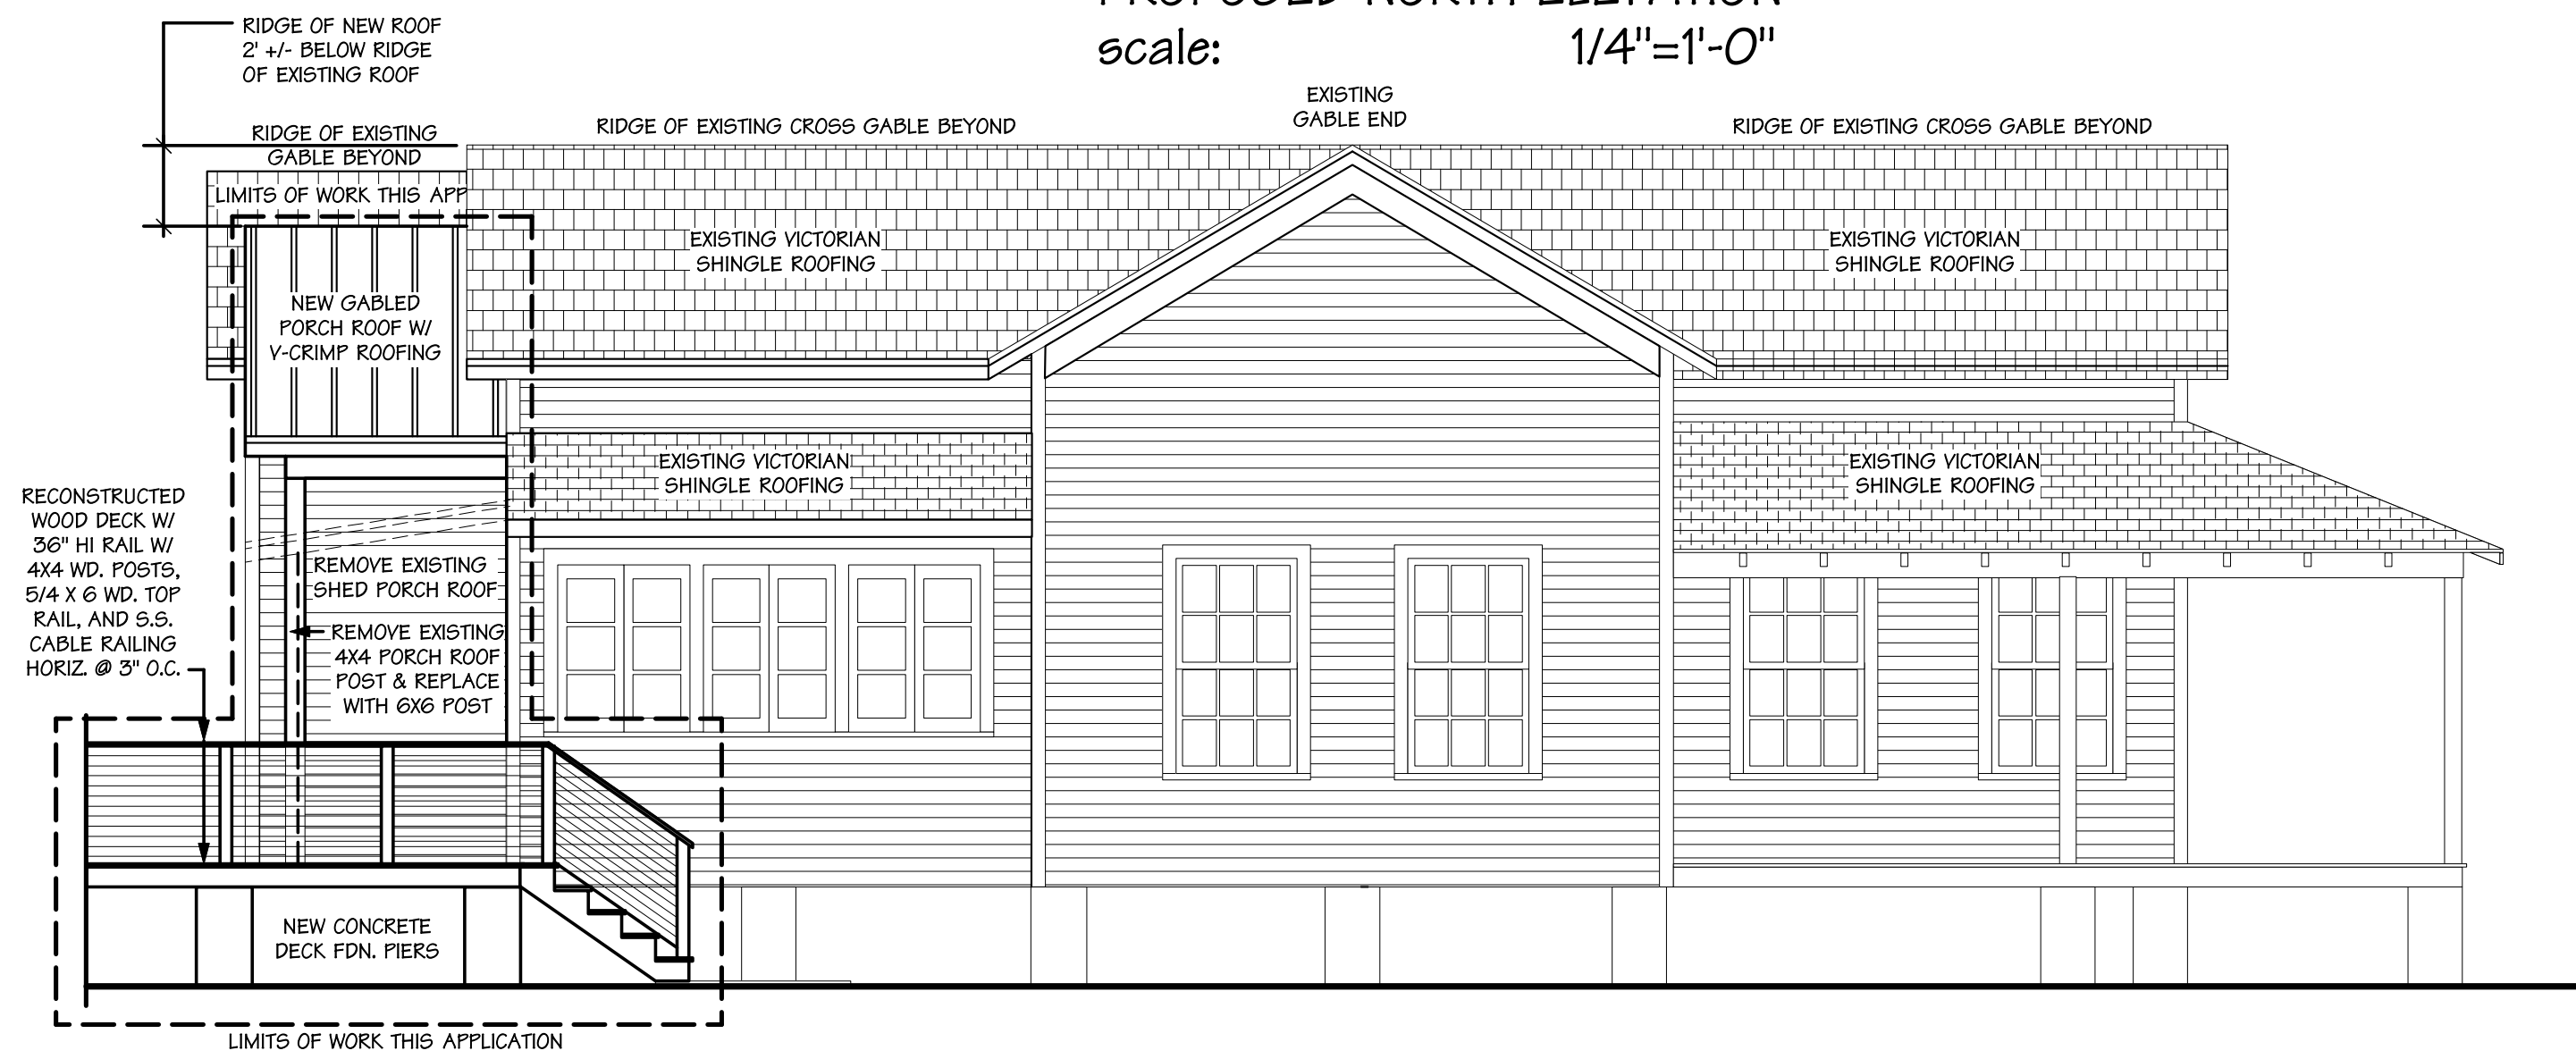 PROPOSED NORTH ELEVATION
scale: 1/4"=1'-0"
RIDGE OF NEW ROOF
2' +/- BELOW RIDGE
OF EXISTING ROOF
EXISTING
GABLE END
RIDGE OF EXISTING
GABLE BEYOND
RIDGE OF EXISTING CROSS GABLE BEYOND
RIDGE OF EXISTING CROSS GABLE BEYOND
LIMITS OF WORK THIS APP
EXISTING VICTORIAN
SHINGLE ROOFING
EXISTING VICTORIAN
SHINGLE ROOFING
NEW GABLED
PORCH ROOF W/
V-CRIMP ROOFING
EXISTING VICTORIAN
SHINGLE ROOFING
EXISTING VICTORIAN
SHINGLE ROOFING
RECONSTRUCTED
WOOD DECK W/
36" HI RAIL W/
4X4 WD. POSTS,
5/4 X 6 WD. TOP
RAIL, AND S.S.
CABLE RAILING
HORIZ. @ 3" O.C.
REMOVE EXISTING
SHED PORCH ROOF
REMOVE EXISTING
4X4 PORCH ROOF
POST & REPLACE
WITH 6X6 POST
NEW CONCRETE
DECK FDN. PIERS
LIMITS OF WORK THIS APPLICATION